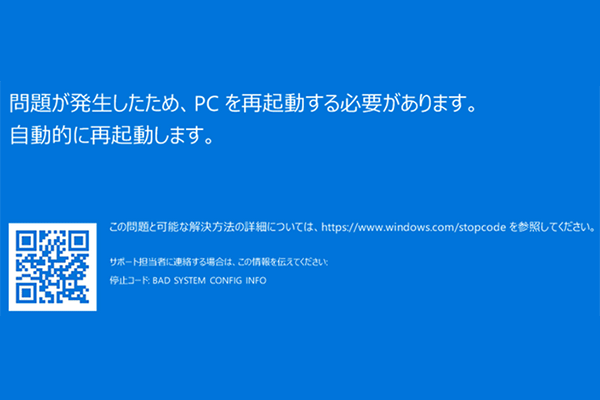 問題が発生したため、PC を再起動する必要があります。
自動的に再起動します。
この問題と可能な解決方法の詳細については、https://www.windows.com/stopcode を参照してください。
サポート担当者に連絡する場合は、この情報を伝えてください:
停止コード: BAD SYSTEM CONFIG INFO